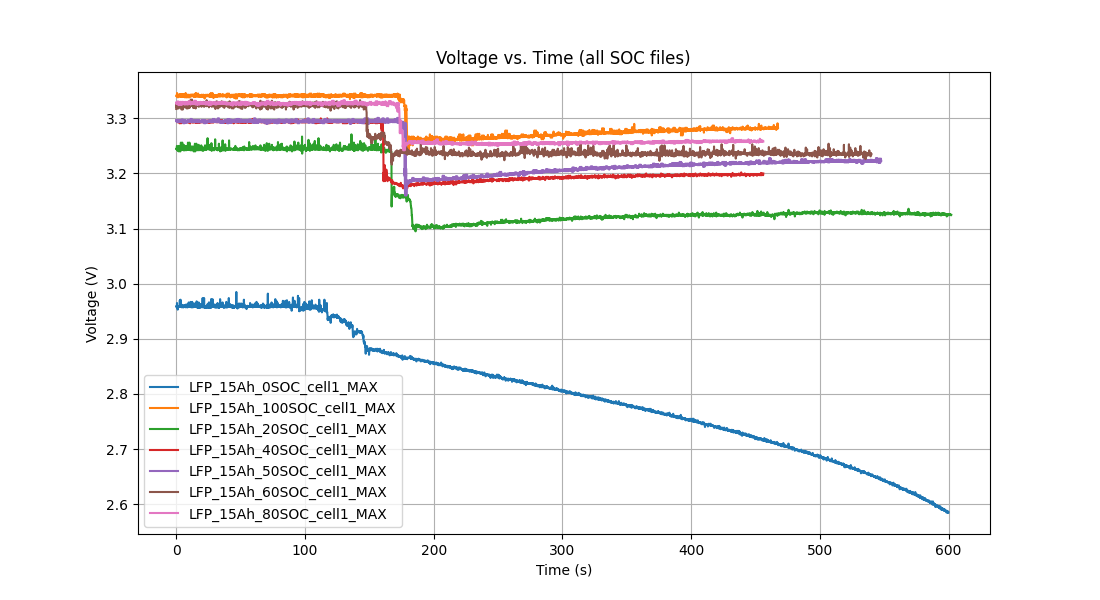 Voltage vs. Time (all SOC files)
Voltage (V)
3.3
3.2
3.1
3.0
2.9
2.8
2.7
2.6
LFP_15Ah_0SOC_cell1_MAX
LFP_15Ah_100SOC_cell1_MAX
LFP_15Ah_20SOC_cell1_MAX
LFP_15Ah_40SOC_cell1_MAX
LFP_15Ah_50SOC_cell1_MAX
LFP_15Ah_60SOC_cell1_MAX
LFP_15Ah_80SOC_cell1_MAX
0 100 200 300 400 500 600
Time (s)